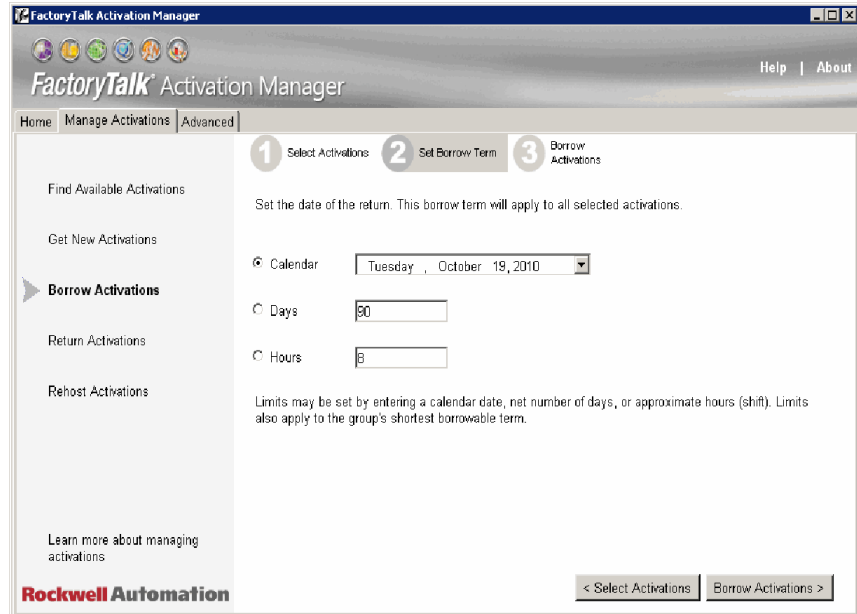 FactoryTalk Activation Manager
FactoryTalk® Activation Manager
Help | About
Home
Manage Activations
Advanced
1 Select Activations
2 Set Borrow Term
3 Borrow
Activations
Find Available Activations
Get New Activations
Borrow Activations
Return Activations
Rehost Activations
Learn more about managing
activations
Rockwell Automation
Set the date of the return. This borrow term will apply to all selected activations.
Calendar
Tuesday , October 19, 2010
Days
90
Hours
8
Limits may be set by entering a calendar date, net number of days, or approximate hours (shift). Limits
also apply to the group's shortest borrowable term.
< Select Activations
Borrow Activations >